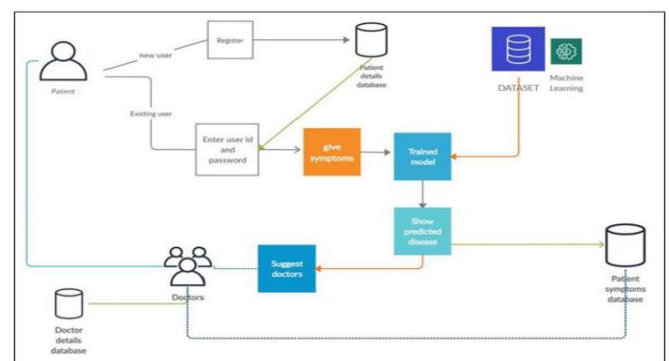 new user
Register
Patient
Patient
details
database
DATASET
Machine
Learning
Existing user
Enter user id
and
password
give
symptoms
Trained
model
Show
predicted
disease
Suggest
doctors
Doctors
Patient
symptoms
database
Doctor
details
database